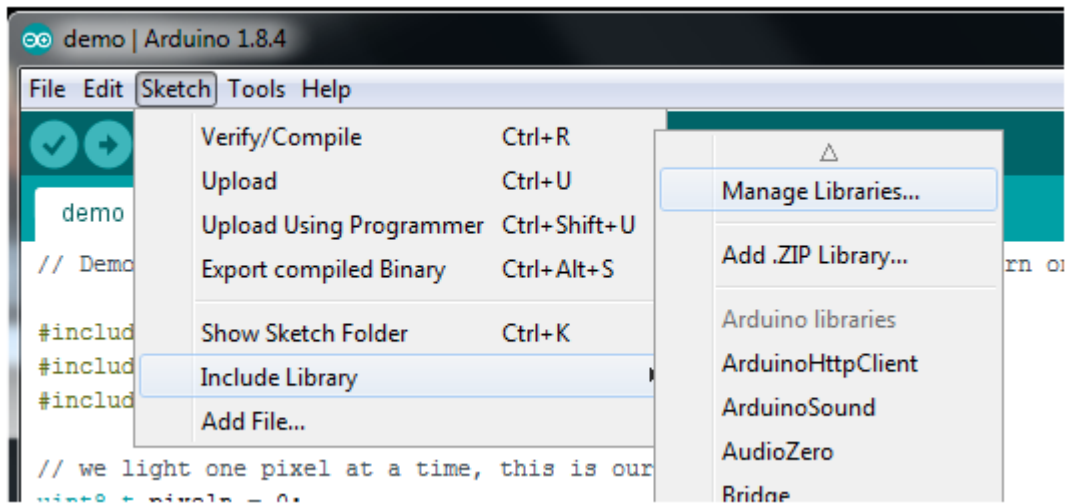 demo | Arduino 1.8.4
File Edit Sketch Tools Help
Verify/Compile Ctrl+R
Upload Ctrl+U
Upload Using Programmer Ctrl+Shift+U
Export compiled Binary Ctrl+Alt+S
Show Sketch Folder Ctrl+K
Include Library
Add File...
Manage Libraries...
Add .ZIP Library...
Arduino libraries
ArduinoHttpClient
ArduinoSound
AudioZero
Bridge
demo
// Demo
rn
#includ
#includ
#includ
// we light one pixel at a time, this is our
uint8_t pixeln = 0;